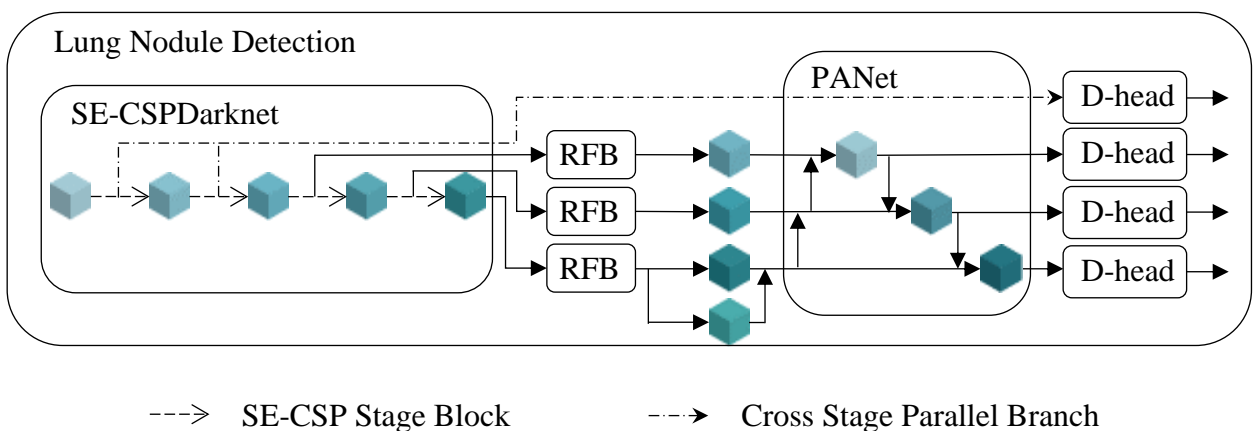 Lung Nodule Detection
SE-CSPDarknet
PANet
D-head
RFB
D-head
RFB
D-head
RFB
D-head
SE-CSP Stage Block
Cross Stage Parallel Branch